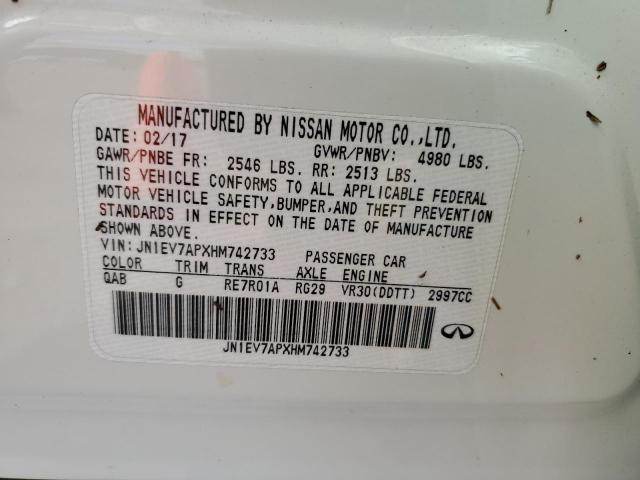 MANUFACTURED BY NISSAN MOTOR CO.,LTD.
DATE: 02/17 GVWR/PNBV: 4980 LBS.
GAWR/PNBE FR: 2546 LBS. RR: 2513 LBS.
THIS VEHICLE CONFORMS TO ALL APPLICABLE FEDERAL
MOTOR VEHICLE SAFETY,BUMPER,AND THEFT PREVENTION
STANDARDS IN EFFECT ON THE DATE OF MANUFACTURE
SHOWN ABOVE.
VIN: JN1EV7APXHM742733 PASSENGER CAR
COLOR TRIM TRANS AXLE ENGINE
QAB G RE7R01A RG29 VR30(DDTT) 2997CC
JN1EV7APXHM742733